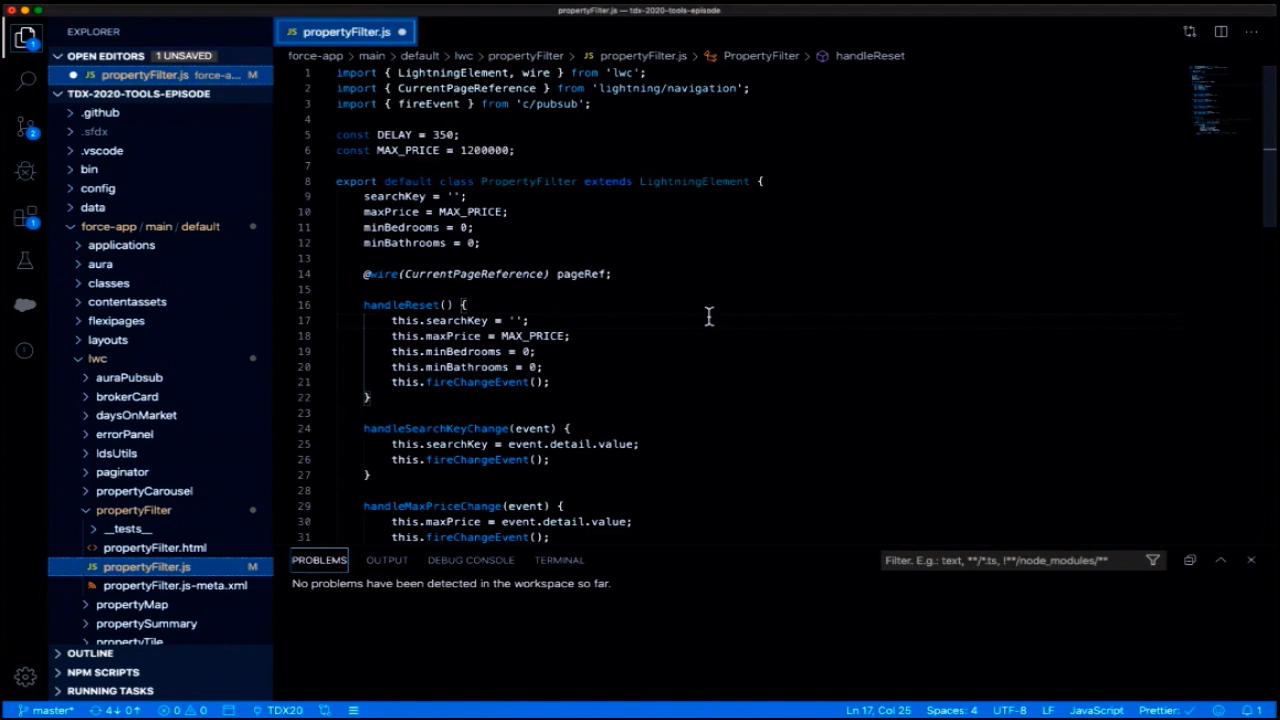 propertyFilter.js — tdx-2020-tools-episode
EXPLORER
OPEN EDITORS 1 UNSAVED
JS propertyFilter.js force-a... M
TDX-2020-TOOLS-EPISODE
.github
.sfdx
.vscode
bin
config
data
force-app / main / default
applications
aura
classes
contentassets
flexipages
layouts
lwc
auraPubsub
brokerCard
daysOnMarket
errorPanel
ldsUtils
paginator
propertyCarousel
propertyFilter
__tests__
<> propertyFilter.html
JS propertyFilter.js M
propertyFilter.js-meta.xml
propertyMap
propertySummary
propertyTile
OUTLINE
NPM SCRIPTS
RUNNING TASKS
1
2
1
JS propertyFilter.js
force-app > main > default > lwc > propertyFilter > JS propertyFilter.js > PropertyFilter > handleReset
1 import { LightningElement, wire } from 'lwc';
2 import { CurrentPageReference } from 'lightning/navigation';
3 import { fireEvent } from 'c/pubsub';
4
5 const DELAY = 350;
6 const MAX_PRICE = 1200000;
7
8 export default class PropertyFilter extends LightningElement {
9 searchKey = '';
10 maxPrice = MAX_PRICE;
11 minBedrooms = 0;
12 minBathrooms = 0;
13
14 @wire(CurrentPageReference) pageRef;
15
16 handleReset() {
17 this.searchKey = '';
18 this.maxPrice = MAX_PRICE;
19 this.minBedrooms = 0;
20 this.minBathrooms = 0;
21 this.fireChangeEvent();
22 }
23
24 handleSearchKeyChange(event) {
25 this.searchKey = event.detail.value;
26 this.fireChangeEvent();
27 }
28
29 handleMaxPriceChange(event) {
30 this.maxPrice = event.detail.value;
31 this.fireChangeEvent();
PROBLEMS OUTPUT DEBUG CONSOLE TERMINAL
Filter. E.g.: text, **/*.ts, !**/node_modules/**
No problems have been detected in the workspace so far.
master* 4↓ 0↑ 0 0 TDX20
Ln 17, Col 25 Spaces: 4 UTF-8 LF JavaScript Prettier: ✓ 1